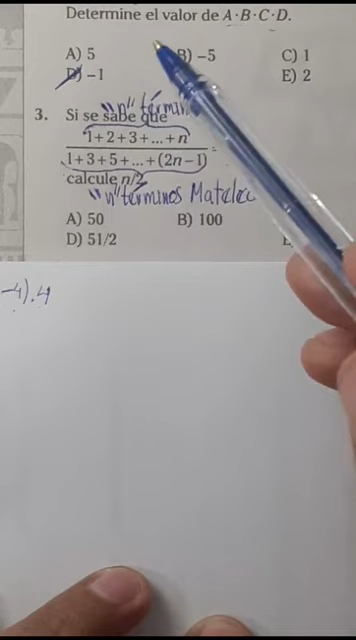 Determine el valor de A·B·C·D.
A) 5 B) −5 C) 1
D) −1 E) 2
"n" términ
3. Si se sabe que
1+2+3+...+n
1+3+5+...+(2n−1) =
calcule n/2
"n" términos
A) 50 B) 100
D) 51/2
−4).4